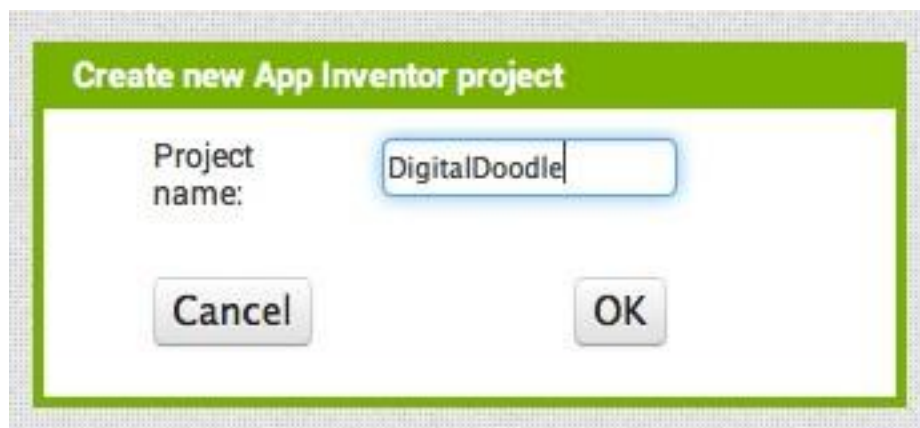 Create new App Inventor project
Project
name:
DigitalDoodle
Cancel
OK